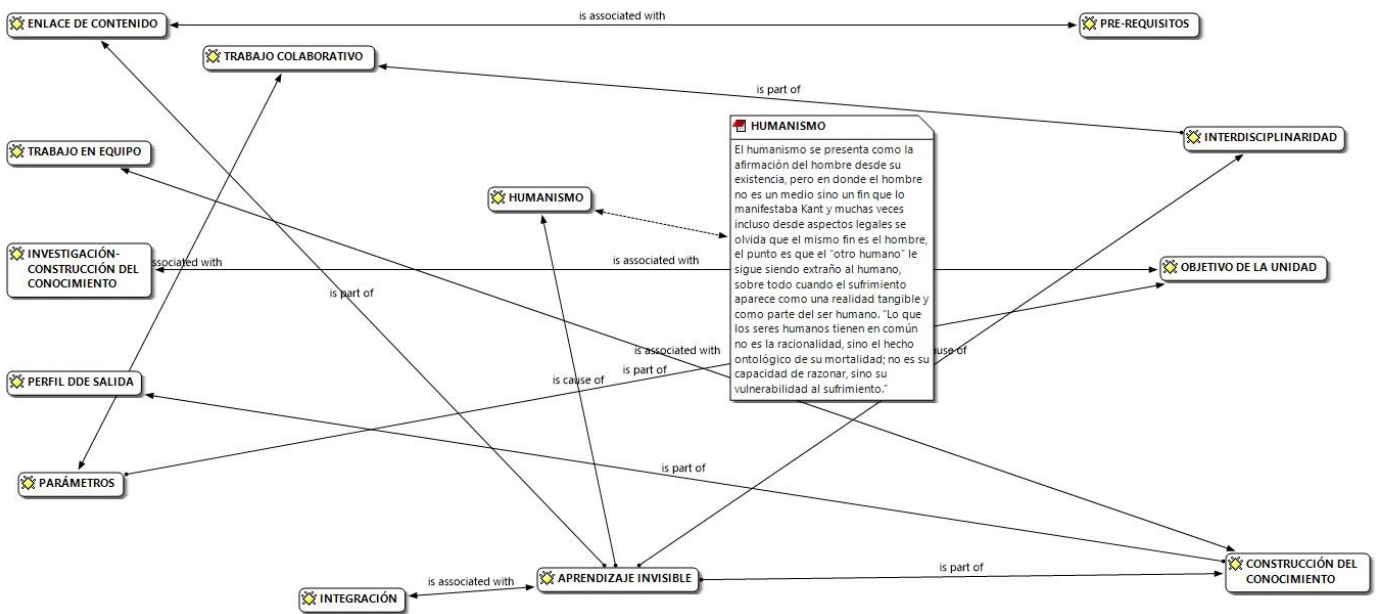 ENLACE DE CONTENIDO
is associated with
PRE-REQUISITOS
TRABAJO COLABORATIVO
is part of
HUMANISMO
El humanismo se presenta como la
afirmación del hombre desde su
existencia, pero en donde el hombre
no es un medio sino un fin que lo
manifestaba Kant y muchas veces
incluso desde aspectos legales se
olvida que el mismo fin es el hombre,
el punto es que el "otro humano" le
sigue siendo extraño al humano,
sobre todo cuando el sufrimiento
aparece como una realidad tangible y
como parte del ser humano. "Lo que
los seres humanos tienen en común
no es la racionalidad, sino el hecho
ontológico de su mortalidad; no es su
capacidad de razonar, sino su
vulnerabilidad al sufrimiento."
INTERDISCIPLINARIDAD
TRABAJO EN EQUIPO
HUMANISMO
INVESTIGACIÓN-
CONSTRUCCIÓN DEL
CONOCIMIENTO
associated with
is associated with
OBJETIVO DE LA UNIDAD
is part of
is associated with
of
PERFIL DDE SALIDA
is cause of
is part of
PARÁMETROS
is part of
APRENDIZAJE INVISIBLE
is part of
CONSTRUCCIÓN DEL
CONOCIMIENTO
is associated with
INTEGRACIÓN